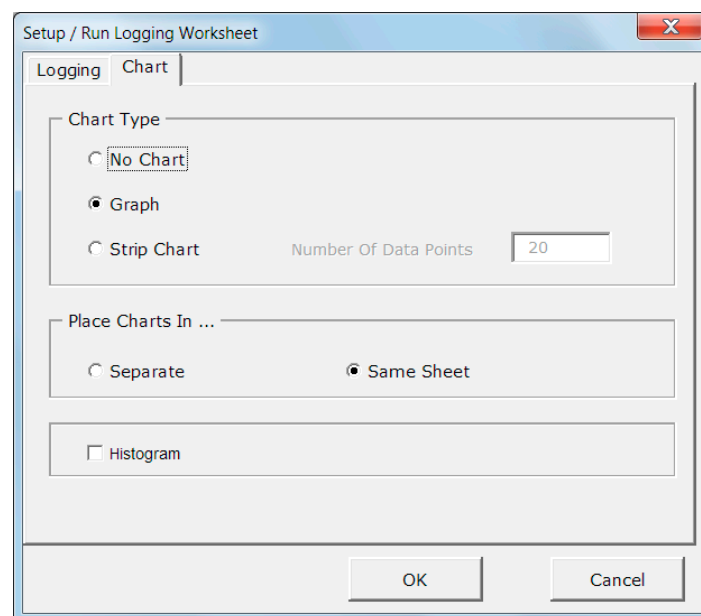 Setup / Run Logging Worksheet
Logging Chart
Chart Type
No Chart
Graph
Strip Chart Number Of Data Points 20
Place Charts In ...
Separate Same Sheet
Histogram
OK Cancel